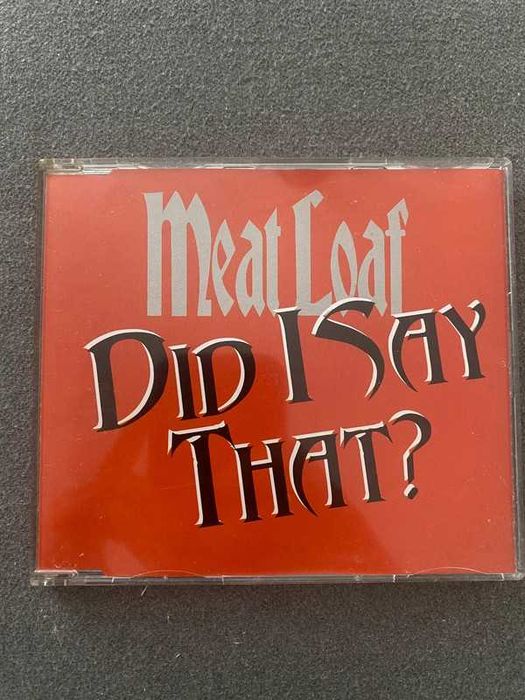 Meat Loaf
DID I SAY
THAT?